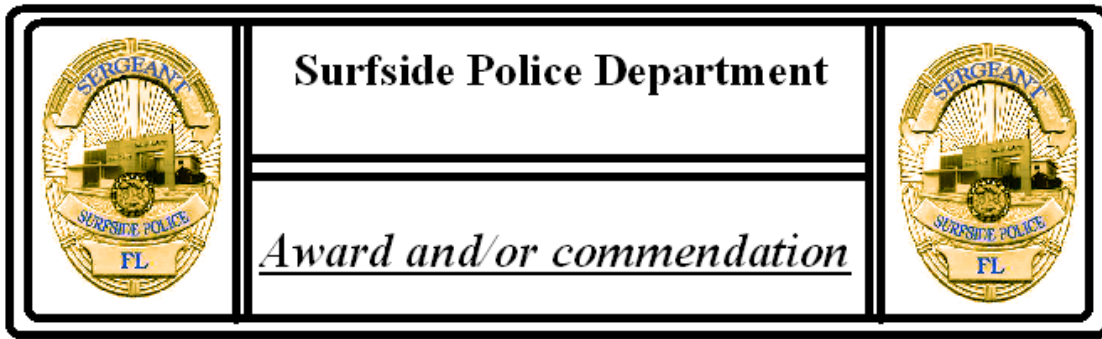 SERGEANT
SURFSIDE POLICE
FL
Surfside Police Department
Award and/or commendation
SERGEANT
SURFSIDE POLICE
FL